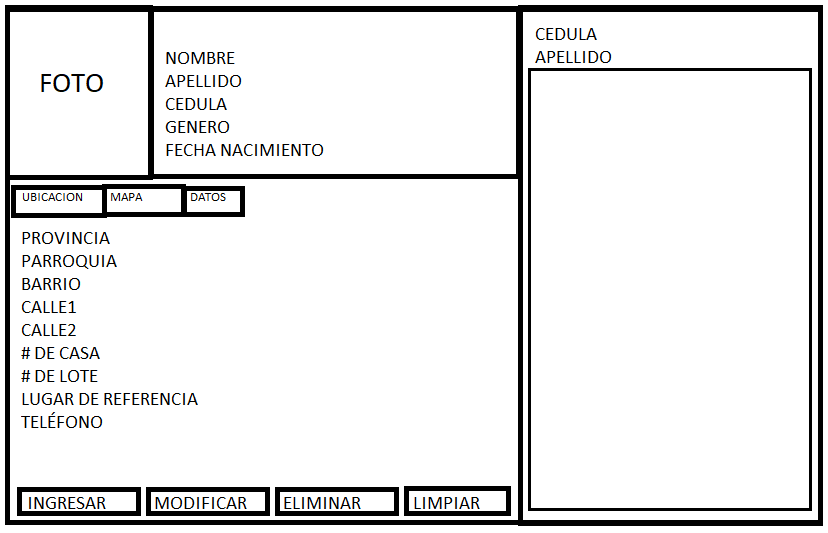 FOTO
NOMBRE
APELLIDO
CEDULA
GENERO
FECHA NACIMIENTO
UBICACION
MAPA
DATOS
PROVINCIA
PARROQUIA
BARRIO
CALLE1
CALLE2
# DE CASA
# DE LOTE
LUGAR DE REFERENCIA
TELÉFONO
INGRESAR
MODIFICAR
ELIMINAR
LIMPIAR
CEDULA
APELLIDO